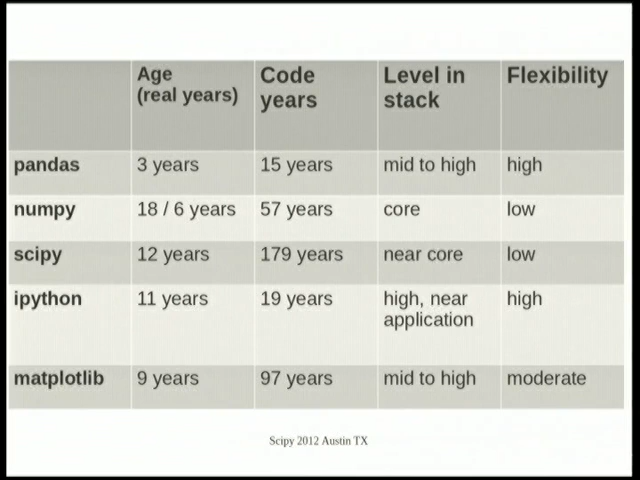 Age
(real years)
Code
years
Level in
stack
Flexibility
pandas 3 years 15 years mid to high high
numpy 18 / 6 years 57 years core low
scipy 12 years 179 years near core low
ipython 11 years 19 years high, near
application
high
matplotlib 9 years 97 years mid to high moderate
Scipy 2012 Austin TX